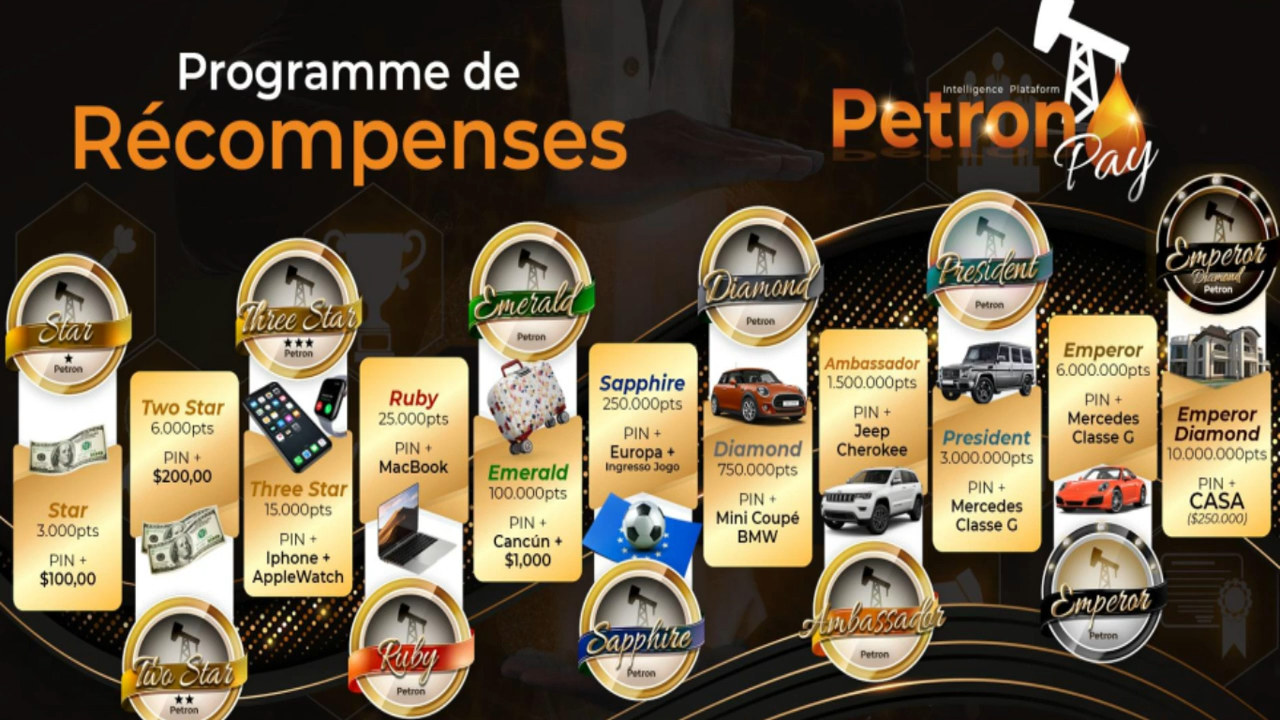 Programme de
Récompenses
Intelligence Plataform
Petron
Pay
Star
★
Petron
Star
3.000pts
PIN +
$100,00
Two Star
6.000pts
PIN +
$200,00
Two Star
★★
Petron
Three Star
★★★
Petron
Three Star
15.000pts
PIN +
Iphone +
AppleWatch
Ruby
25.000pts
PIN +
MacBook
Ruby
Petron
Emerald
Petron
Emerald
100.000pts
PIN +
Cancún +
$1,000
Sapphire
250.000pts
PIN +
Europa +
Ingresso Jogo
Sapphire
Petron
Diamond
Petron
Diamond
750.000pts
PIN +
Mini Coupé
BMW
Ambassador
1.500.000pts
PIN +
Jeep
Cherokee
Ambassador
Petron
President
Petron
President
3.000.000pts
PIN +
Mercedes
Classe G
Emperor
6.000.000pts
PIN +
Mercedes
Classe G
Emperor
Petron
Emperor
Diamond
Petron
Emperor
Diamond
10.000.000pts
PIN +
CASA
($250.000)